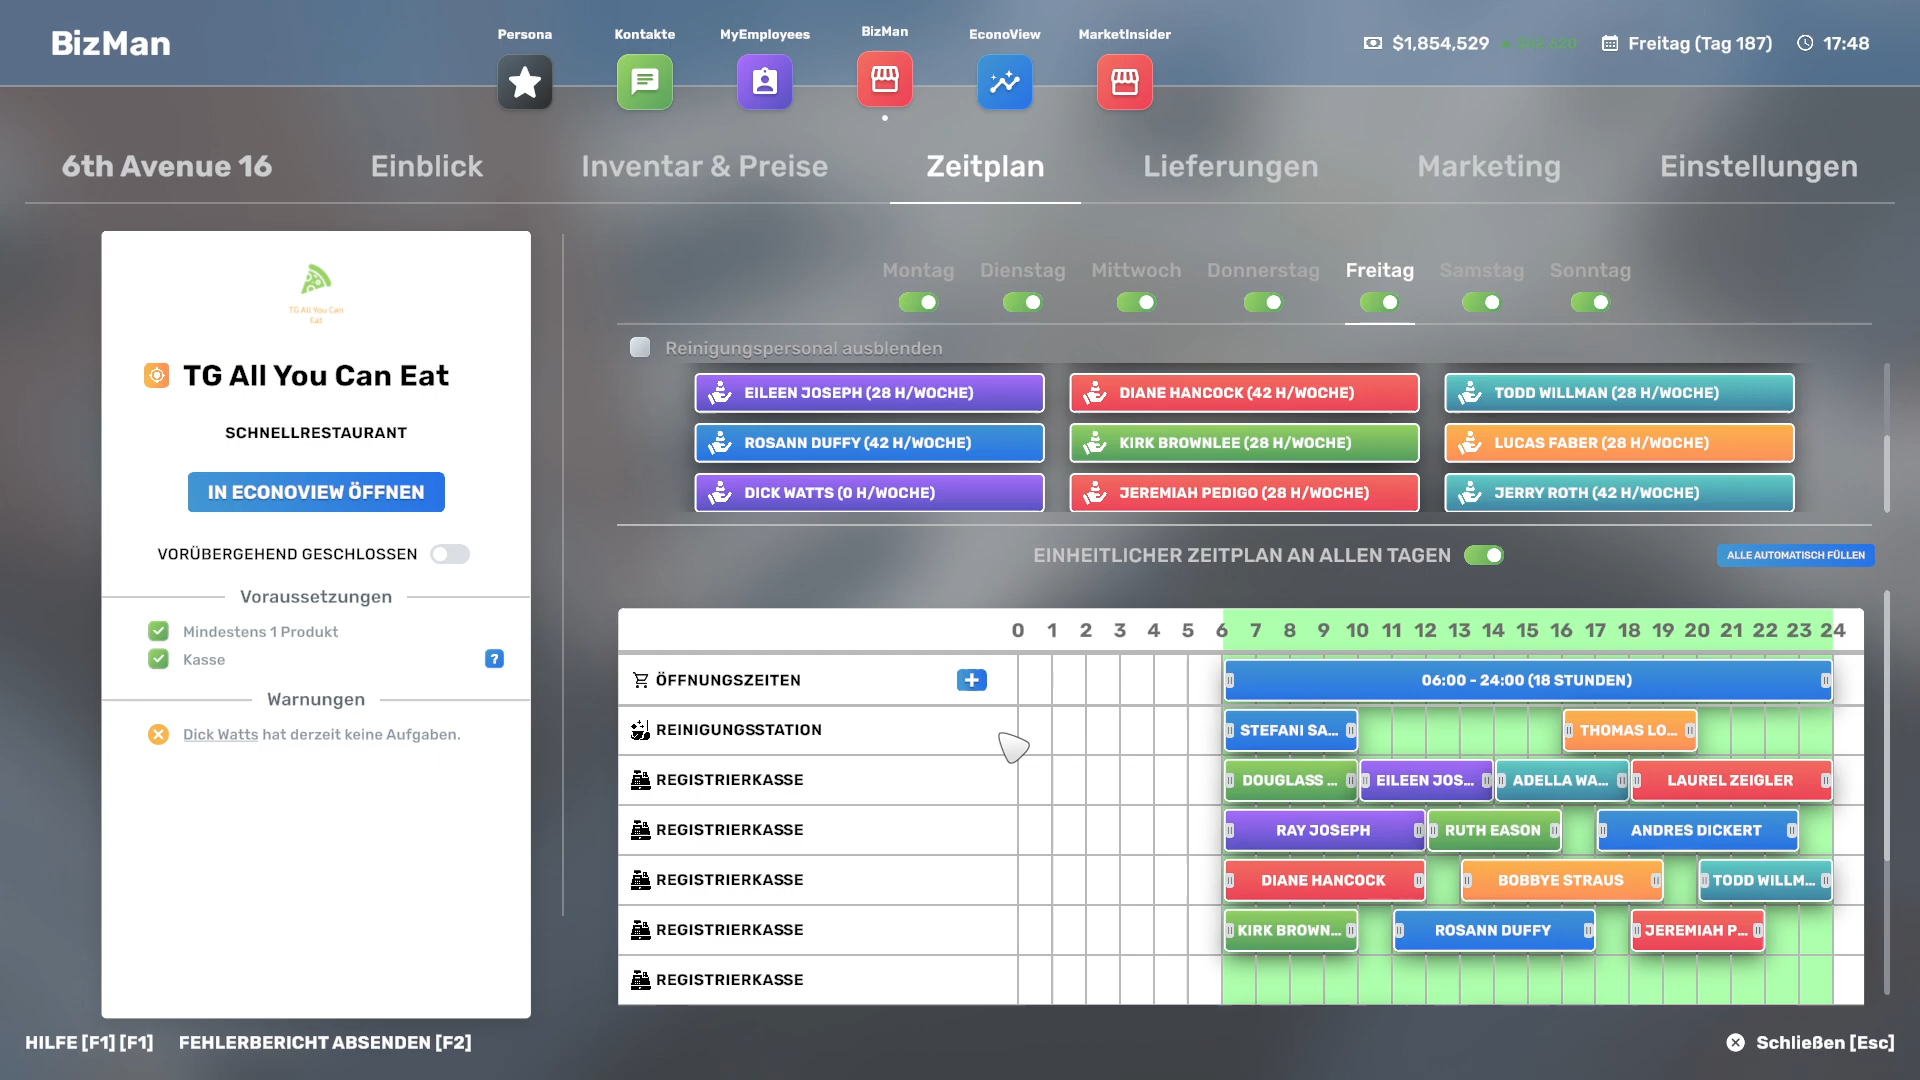 BizMan
Persona
Kontakte
MyEmployees
BizMan
EconoView
MarketInsider
$1,854,529
Freitag (Tag 187)
17:48
6th Avenue 16
Einblick
Inventar & Preise
Zeitplan
Lieferungen
Marketing
Einstellungen
TG All You Can
Eat
TG All You Can Eat
SCHNELLRESTAURANT
IN ECONOVIEW ÖFFNEN
VORÜBERGEHEND GESCHLOSSEN
Voraussetzungen
Mindestens 1 Produkt
Kasse
?
Warnungen
Dick Watts hat derzeit keine Aufgaben.
Montag Dienstag Mittwoch Donnerstag Freitag Samstag Sonntag
Reinigungspersonal ausblenden
EILEEN JOSEPH (28 H/WOCHE)
DIANE HANCOCK (42 H/WOCHE)
TODD WILLMAN (28 H/WOCHE)
ROSANN DUFFY (42 H/WOCHE)
KIRK BROWNLEE (28 H/WOCHE)
LUCAS FABER (28 H/WOCHE)
DICK WATTS (0 H/WOCHE)
JEREMIAH PEDIGO (28 H/WOCHE)
JERRY ROTH (42 H/WOCHE)
EINHEITLICHER ZEITPLAN AN ALLEN TAGEN
ALLE AUTOMATISCH FÜLLEN
0 1 2 3 4 5 6 7 8 9 10 11 12 13 14 15 16 17 18 19 20 21 22 23 24
ÖFFNUNGSZEITEN
06:00 - 24:00 (18 STUNDEN)
REINIGUNGSSTATION
STEFANI SA...
THOMAS LO...
REGISTRIERKASSE
DOUGLASS ...
EILEEN JOS...
ADELLA WA...
LAUREL ZEIGLER
REGISTRIERKASSE
RAY JOSEPH
RUTH EASON
ANDRES DICKERT
REGISTRIERKASSE
DIANE HANCOCK
BOBBYE STRAUS
TODD WILLM...
REGISTRIERKASSE
KIRK BROWN...
ROSANN DUFFY
JEREMIAH P...
REGISTRIERKASSE
HILFE [F1] [F1]
FEHLERBERICHT ABSENDEN [F2]
Schließen [Esc]